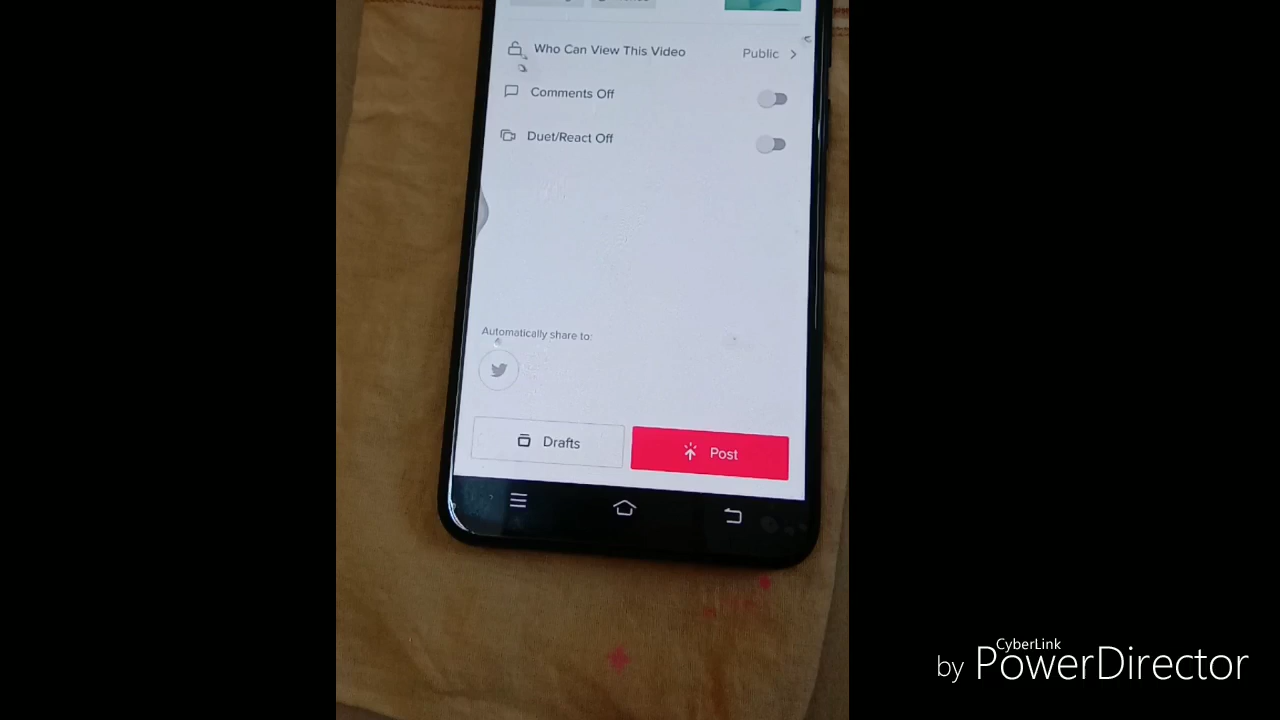 Who Can View This Video Public
Comments Off
Duet/React Off
Automatically share to:
Drafts Post
CyberLink
by PowerDirector